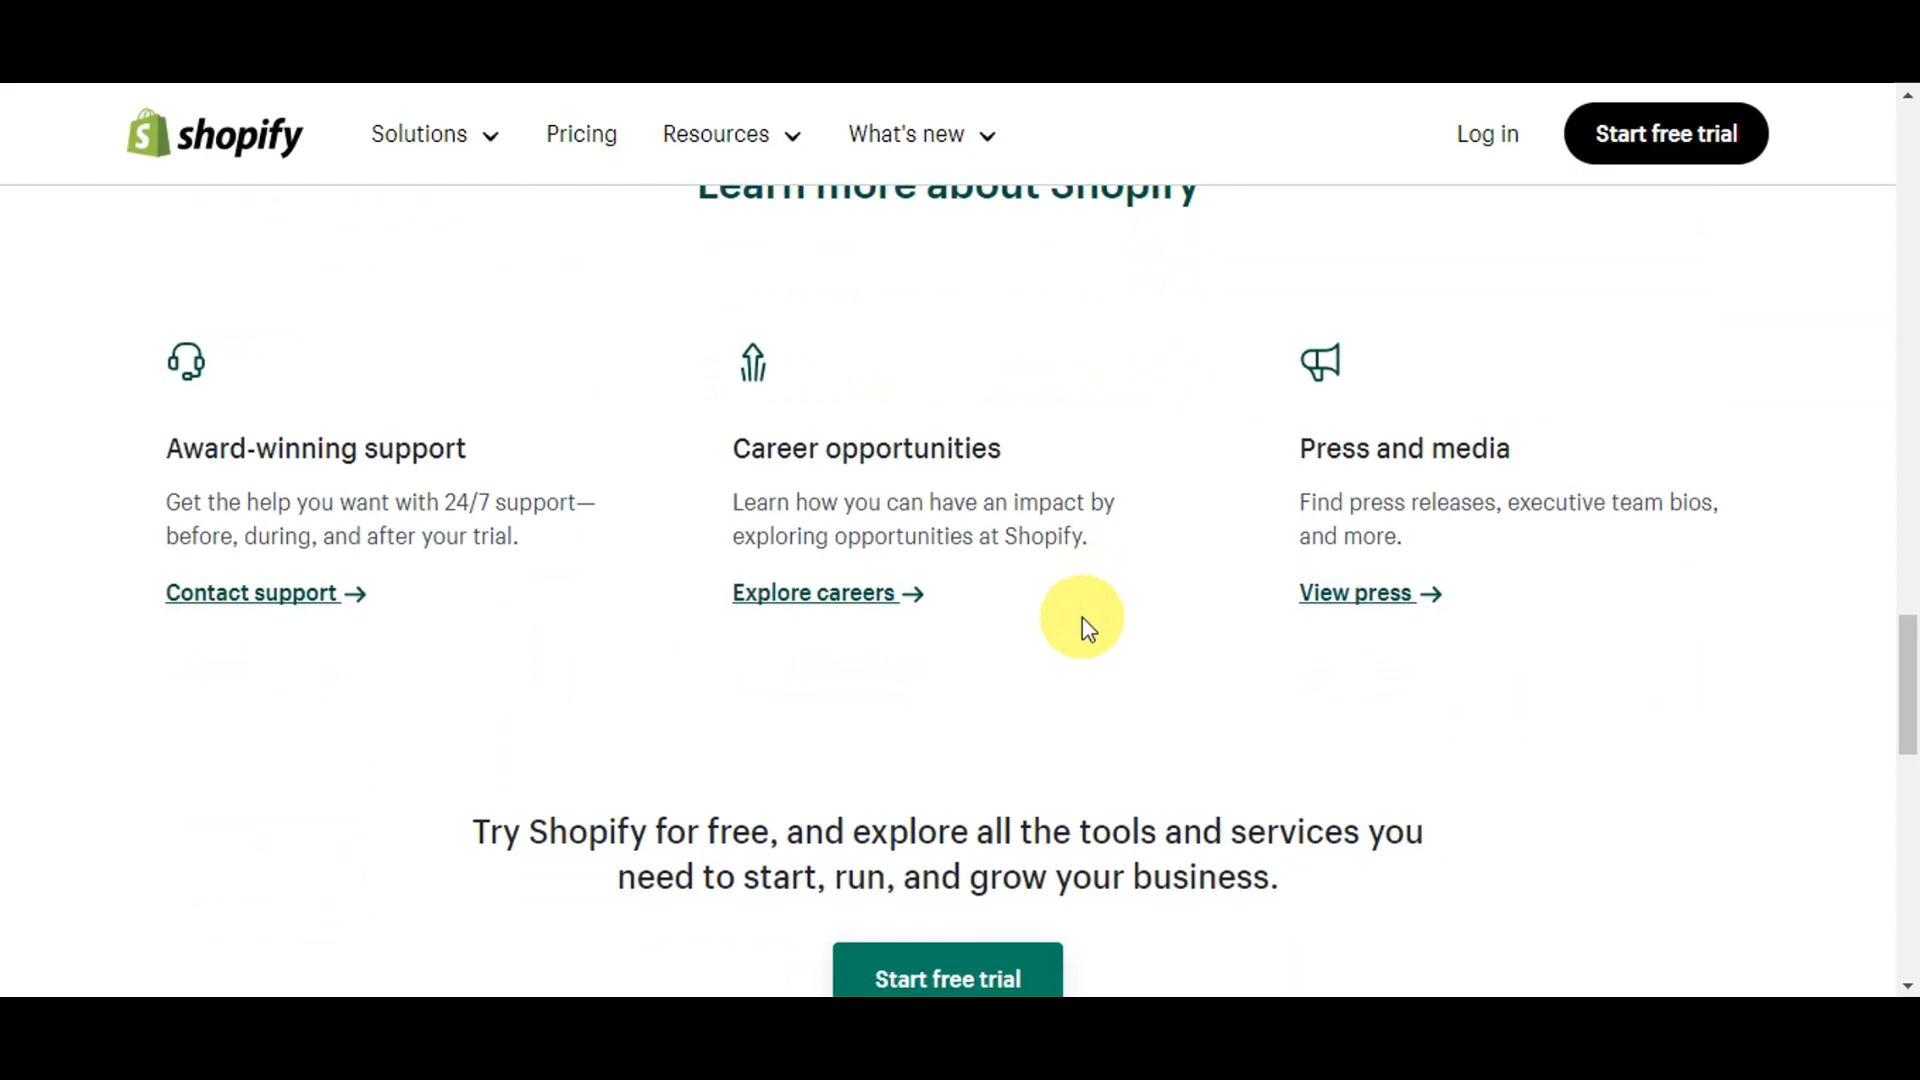 S shopify
Solutions
Pricing
Resources
What's new
Log in
Start free trial
Learn more about Shopify
Award-winning support
Get the help you want with 24/7 support—
before, during, and after your trial.
Contact support →
Career opportunities
Learn how you can have an impact by
exploring opportunities at Shopify.
Explore careers →
Press and media
Find press releases, executive team bios,
and more.
View press →
Try Shopify for free, and explore all the tools and services you
need to start, run, and grow your business.
Start free trial